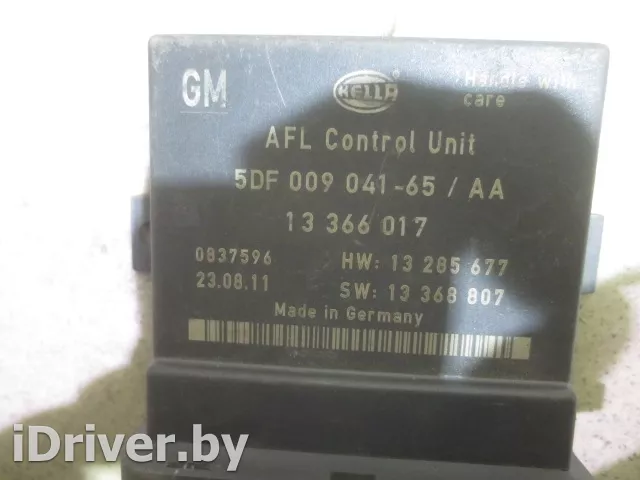 GM
HELLA
Handle with
care
AFL Control Unit
5DF 009 041-65 / AA
13 366 017
0837596
HW: 13 285 677
23.08.11
SW: 13 368 807
Made in Germany
iDriver.by